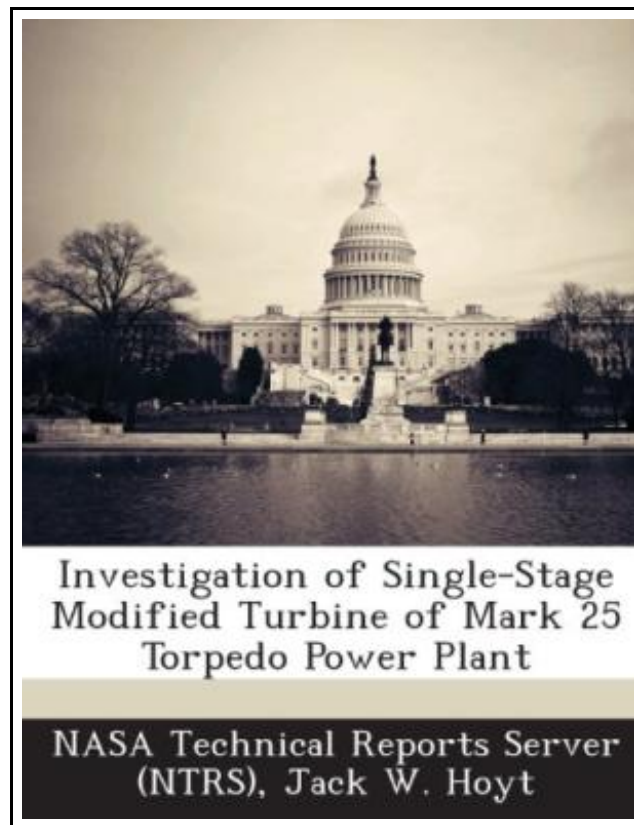 Investigation of Single-Stage
Modified Turbine of Mark 25
Torpedo Power Plant
NASA Technical Reports Server
(NTRS), Jack W. Hoyt